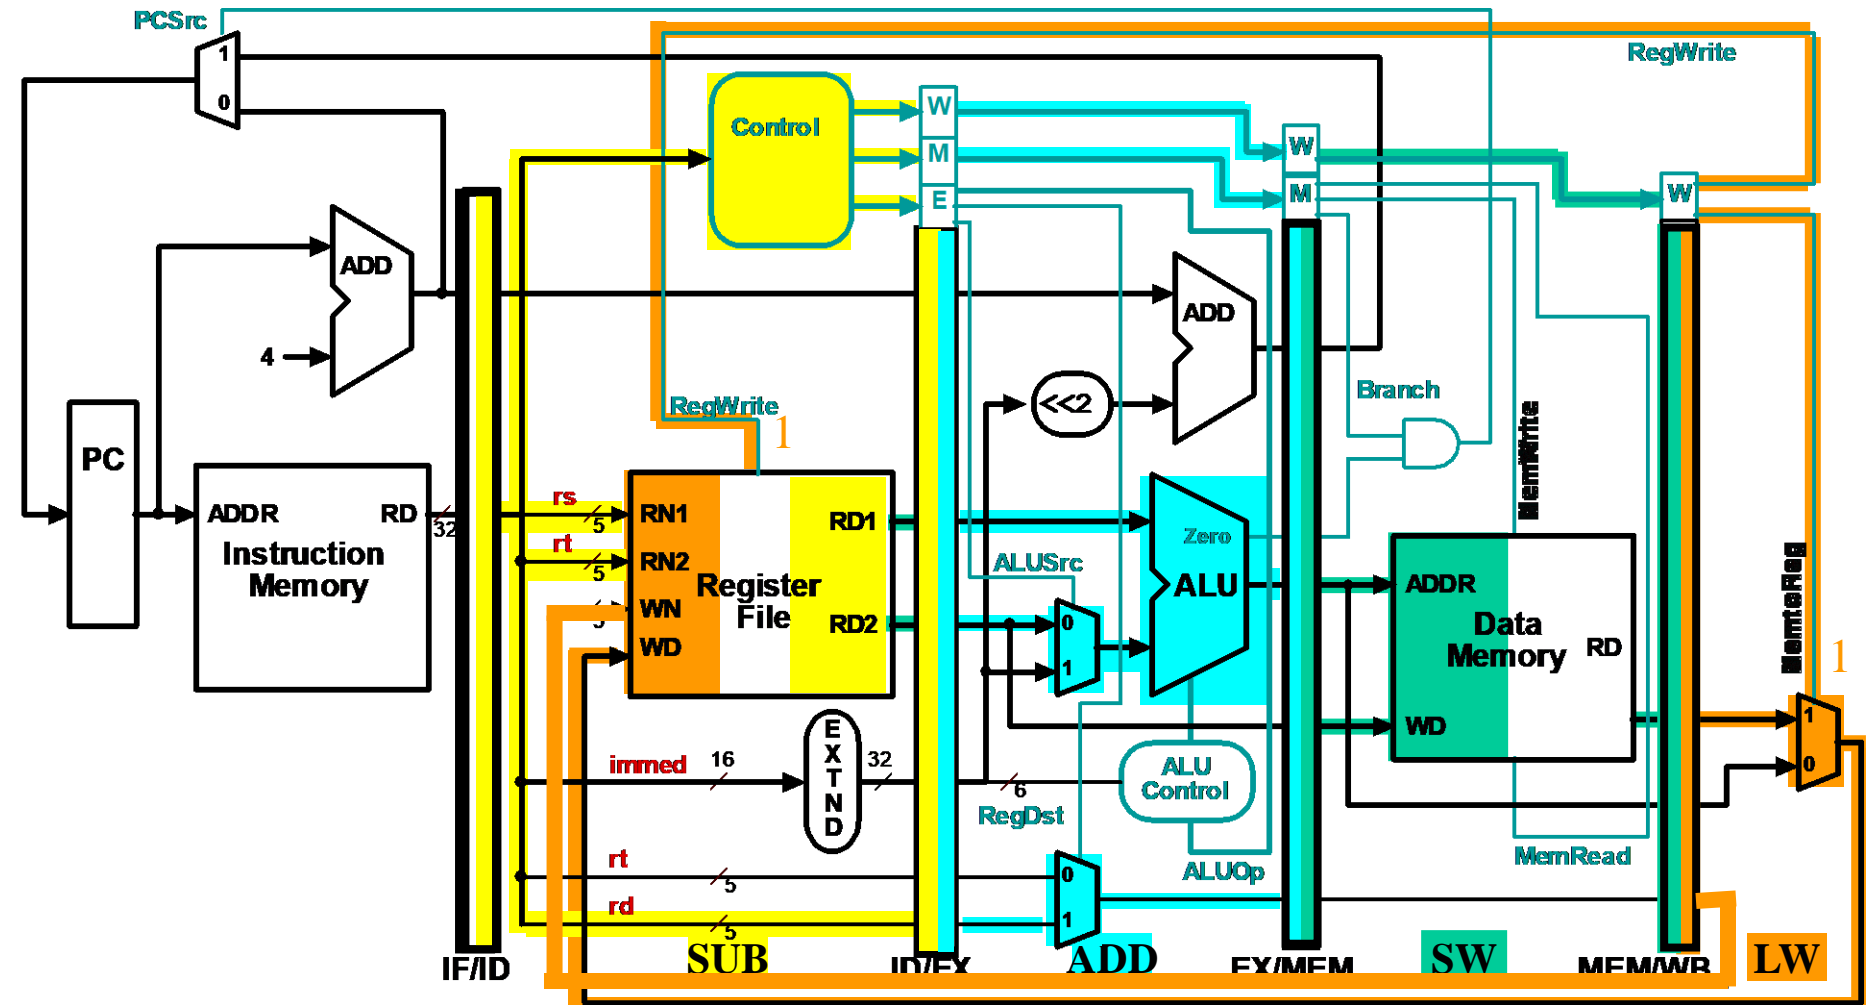 PCSrc
1
0
RegWrite
Control
W
M
E
W
M
W
ADD
4
ADD
<<2
Branch
MemWrite
RegWrite
1
PC
ADDR
RD
32
Instruction
Memory
rs
5
RN1
rt
5
RN2
5
WN
WD
Register
File
RD1
RD2
ALUSrc
0
1
Zero
ALU
ADDR
Data
Memory
RD
WD
MemtoReg
1
1
0
immed
16
E
X
T
N
D
32
6
ALU
Control
RegDst
ALUOp
MemRead
rt
5
rd
5
0
1
IF/ID
SUB
ID/EX
ADD
EX/MEM
SW
MEM/WB
LW